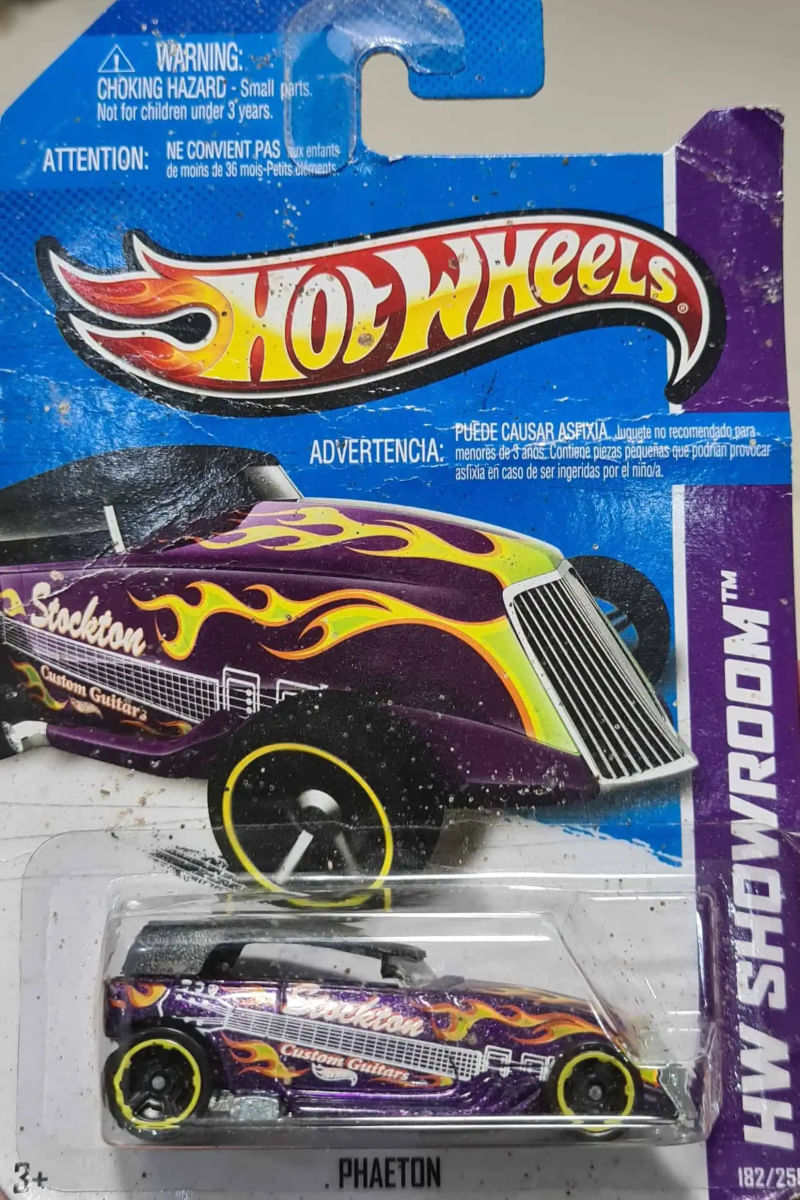 WARNING:
CHOKING HAZARD - Small parts.
Not for children under 3 years.
ATTENTION: NE CONVIENT PAS aux enfants
de moins de 36 mois-Petits éléments
HOT WHEELS®
ADVERTENCIA: PUEDE CAUSAR ASFIXIA. Juguete no recomendado para
menores de 3 años. Contiene piezas pequeñas que podrían provocar
asfixia en caso de ser ingeridas por el niño/a.
Stockton
Custom Guitars
HW SHOWROOM™
Stockton
Custom Guitars
3+
PHAETON
182/25